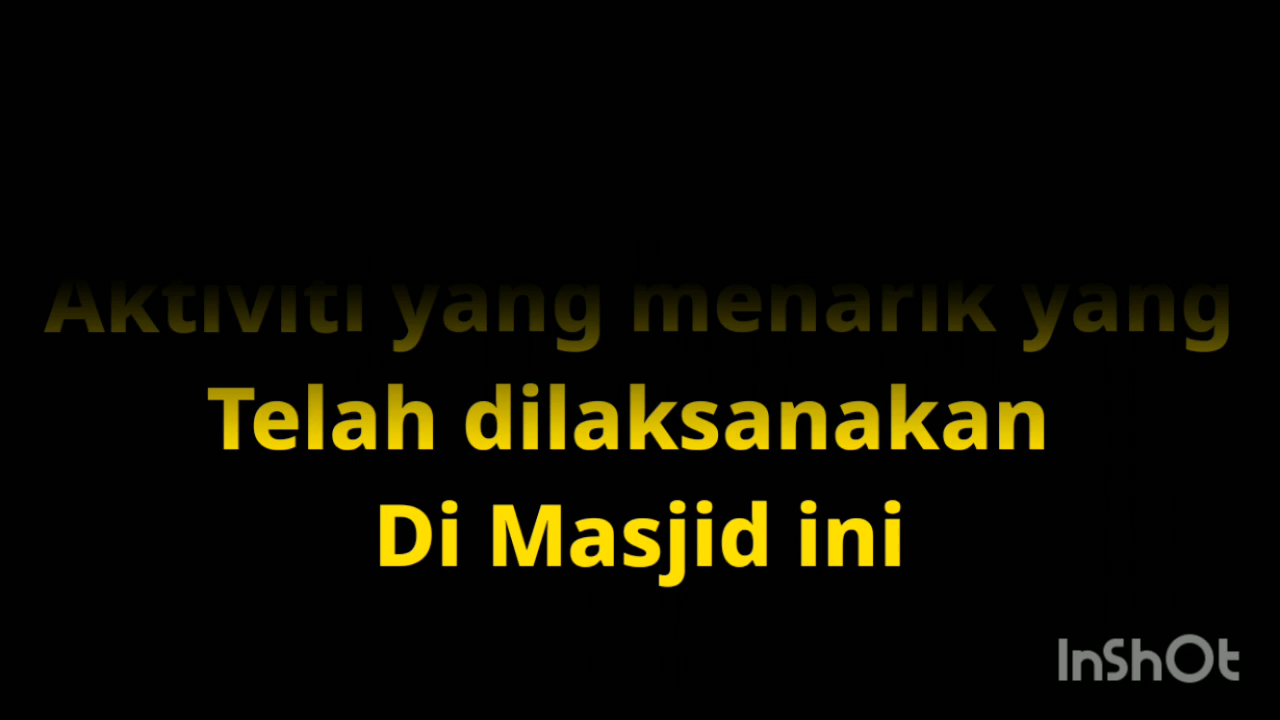 Aktiviti yang menarik yang
Telah dilaksanakan
Di Masjid ini
InShOt